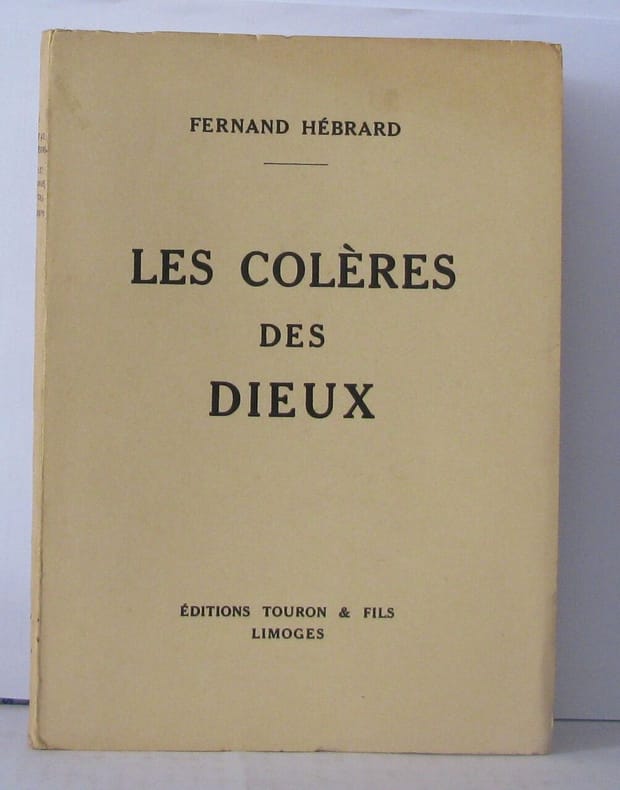 FERNAND HÉBRARD
LES COLÈRES
DES
DIEUX
ÉDITIONS TOURON & FILS
LIMOGES